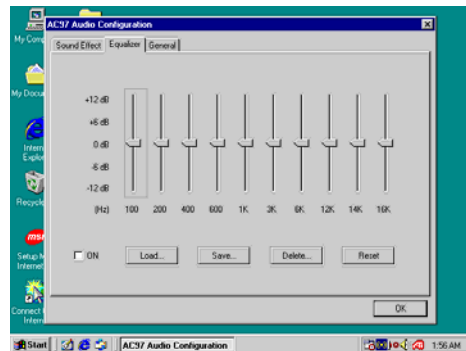 AC97 Audio Configuration
My Com
Sound Effect Equalizer General
My Docu
+12 dB
+6 dB
0 dB
-6 dB
-12 dB
Intern
Explor
Recycle
(Hz) 100 200 400 600 1K 3K 6K 12K 14K 16K
msi
Setup M
Internet
ON Load... Save... Delete... Reset
Connect
Intern
OK
Start AC97 Audio Configuration 1:56 AM